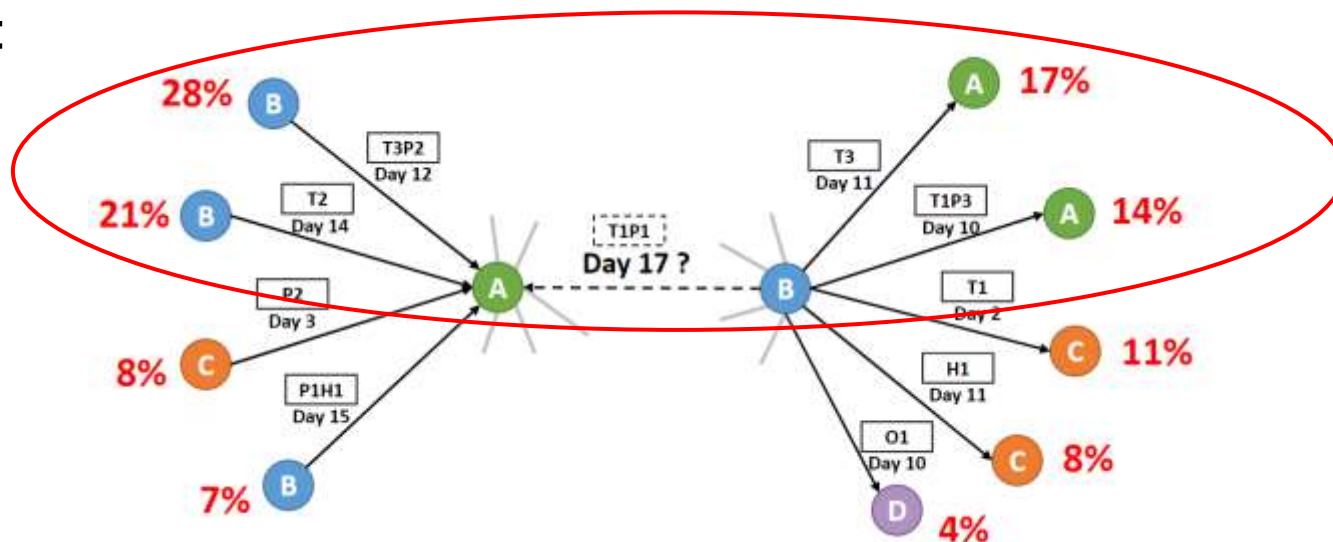 28%
B
T3P2
Day 12
21%
B
T2
Day 14
P2
Day 3
8%
C
P1H1
Day 15
7%
B
A
T1P1
Day 17 ?
B
T3
Day 11
A
17%
T1P3
Day 10
A
14%
T1
Day 2
C
11%
H1
Day 11
C
8%
O1
Day 10
D
4%